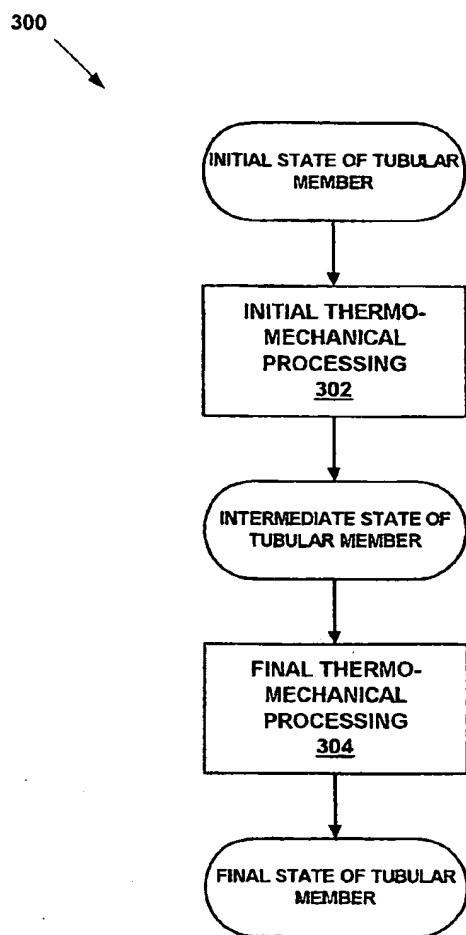 300
INITIAL STATE OF TUBULAR
MEMBER
INITIAL THERMO-
MECHANICAL
PROCESSING
302
INTERMEDIATE STATE OF
TUBULAR MEMBER
FINAL THERMO-
MECHANICAL
PROCESSING
304
FINAL STATE OF TUBULAR
MEMBER